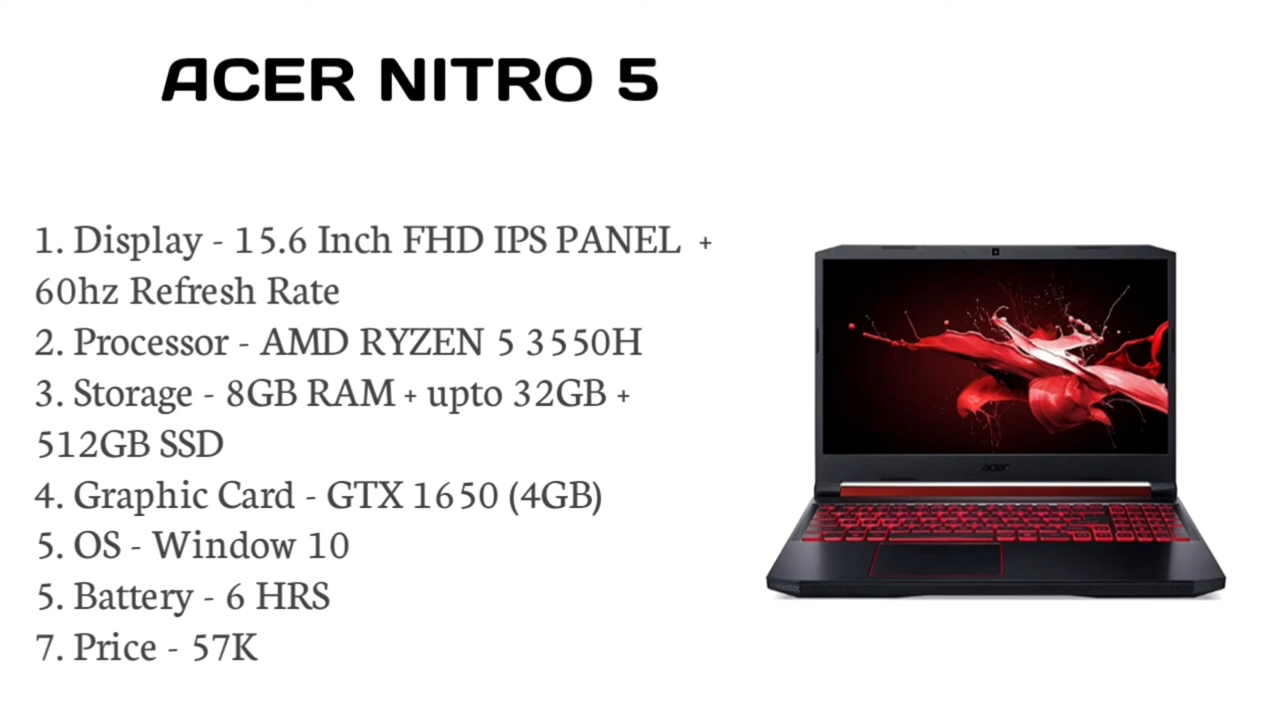 ACER NITRO 5
1. Display - 15.6 Inch FHD IPS PANEL +
60hz Refresh Rate
2. Processor - AMD RYZEN 5 3550H
3. Storage - 8GB RAM + upto 32GB +
512GB SSD
4. Graphic Card - GTX 1650 (4GB)
5. OS - Window 10
5. Battery - 6 HRS
7. Price - 57K
acer